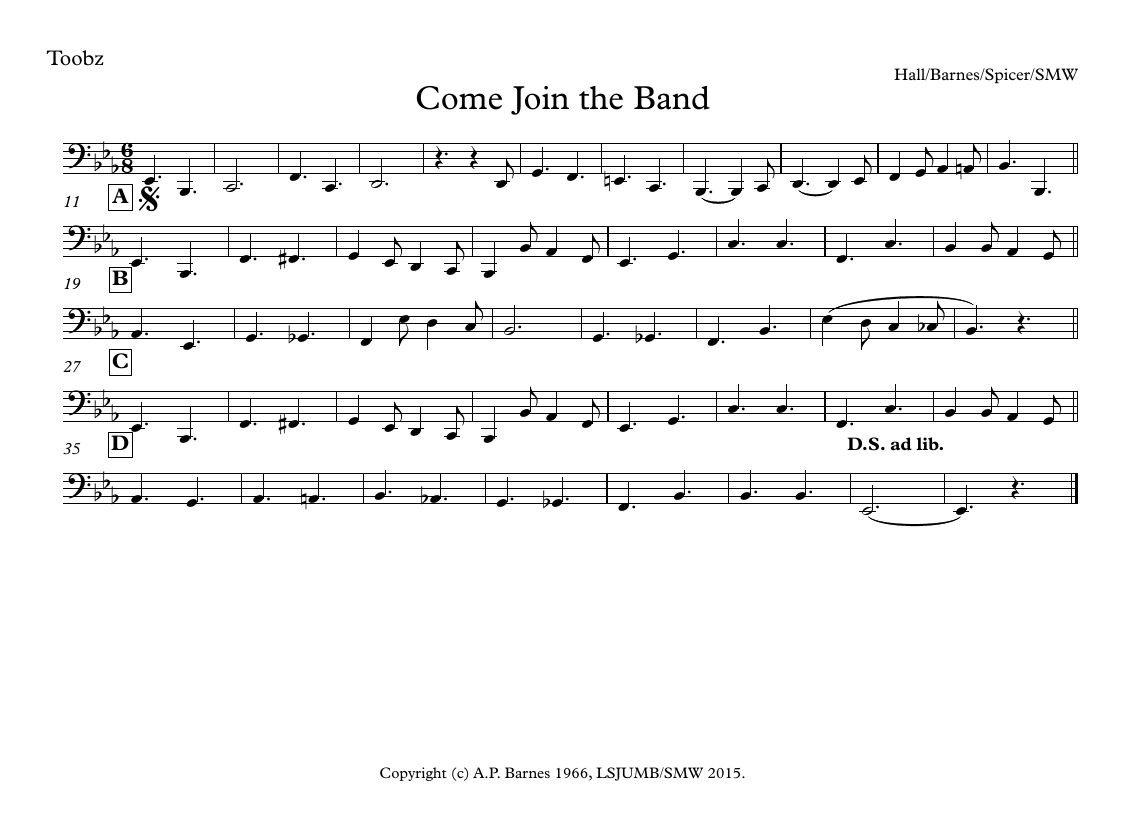 Toobz
Hall/Barnes/Spicer/SMW
Come Join the Band
6
8
11 A
19 B
27 C
35 D
D.S. ad lib.
Copyright (c) A.P. Barnes 1966, LSJUMB/SMW 2015.